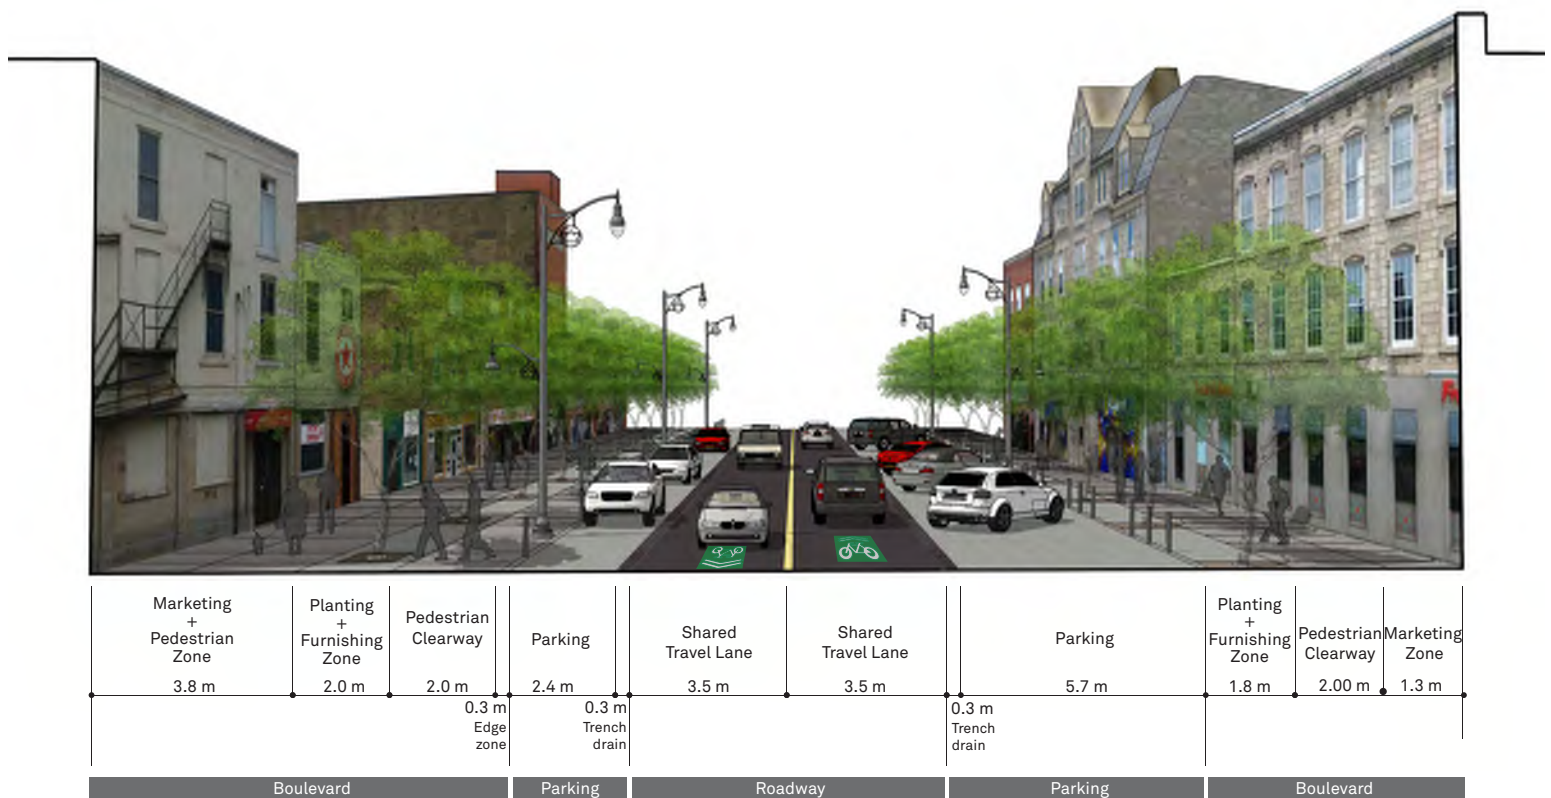 Marketing
+
Pedestrian
Zone
3.8 m
Planting
+
Furnishing
Zone
2.0 m
Pedestrian
Clearway
2.0 m
0.3 m
Edge
zone
Parking
2.4 m
0.3 m
Trench
drain
Shared
Travel Lane
3.5 m
Shared
Travel Lane
3.5 m
0.3 m
Trench
drain
Parking
5.7 m
Planting
+
Furnishing
Zone
1.8 m
Pedestrian
Clearway
2.00 m
Marketing
Zone
1.3 m
Boulevard
Parking
Roadway
Parking
Boulevard